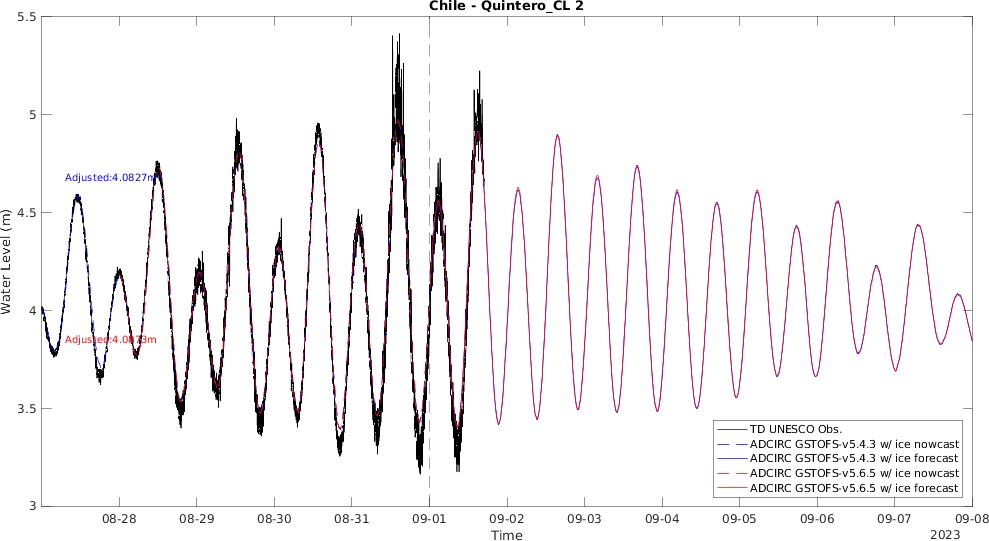 Chile - Quintero_CL 2
5.5
5
4.5
4
3.5
3
Water Level (m)
Adjusted:4.0827m
Adjusted:4.0873m
08-28
08-29
08-30
08-31
09-01
09-02
09-03
09-04
09-05
09-06
09-07
09-08
Time
2023
TD UNESCO Obs.
ADCIRC GSTOFS-v5.4.3 w/ ice nowcast
ADCIRC GSTOFS-v5.4.3 w/ ice forecast
ADCIRC GSTOFS-v5.6.5 w/ ice nowcast
ADCIRC GSTOFS-v5.6.5 w/ ice forecast